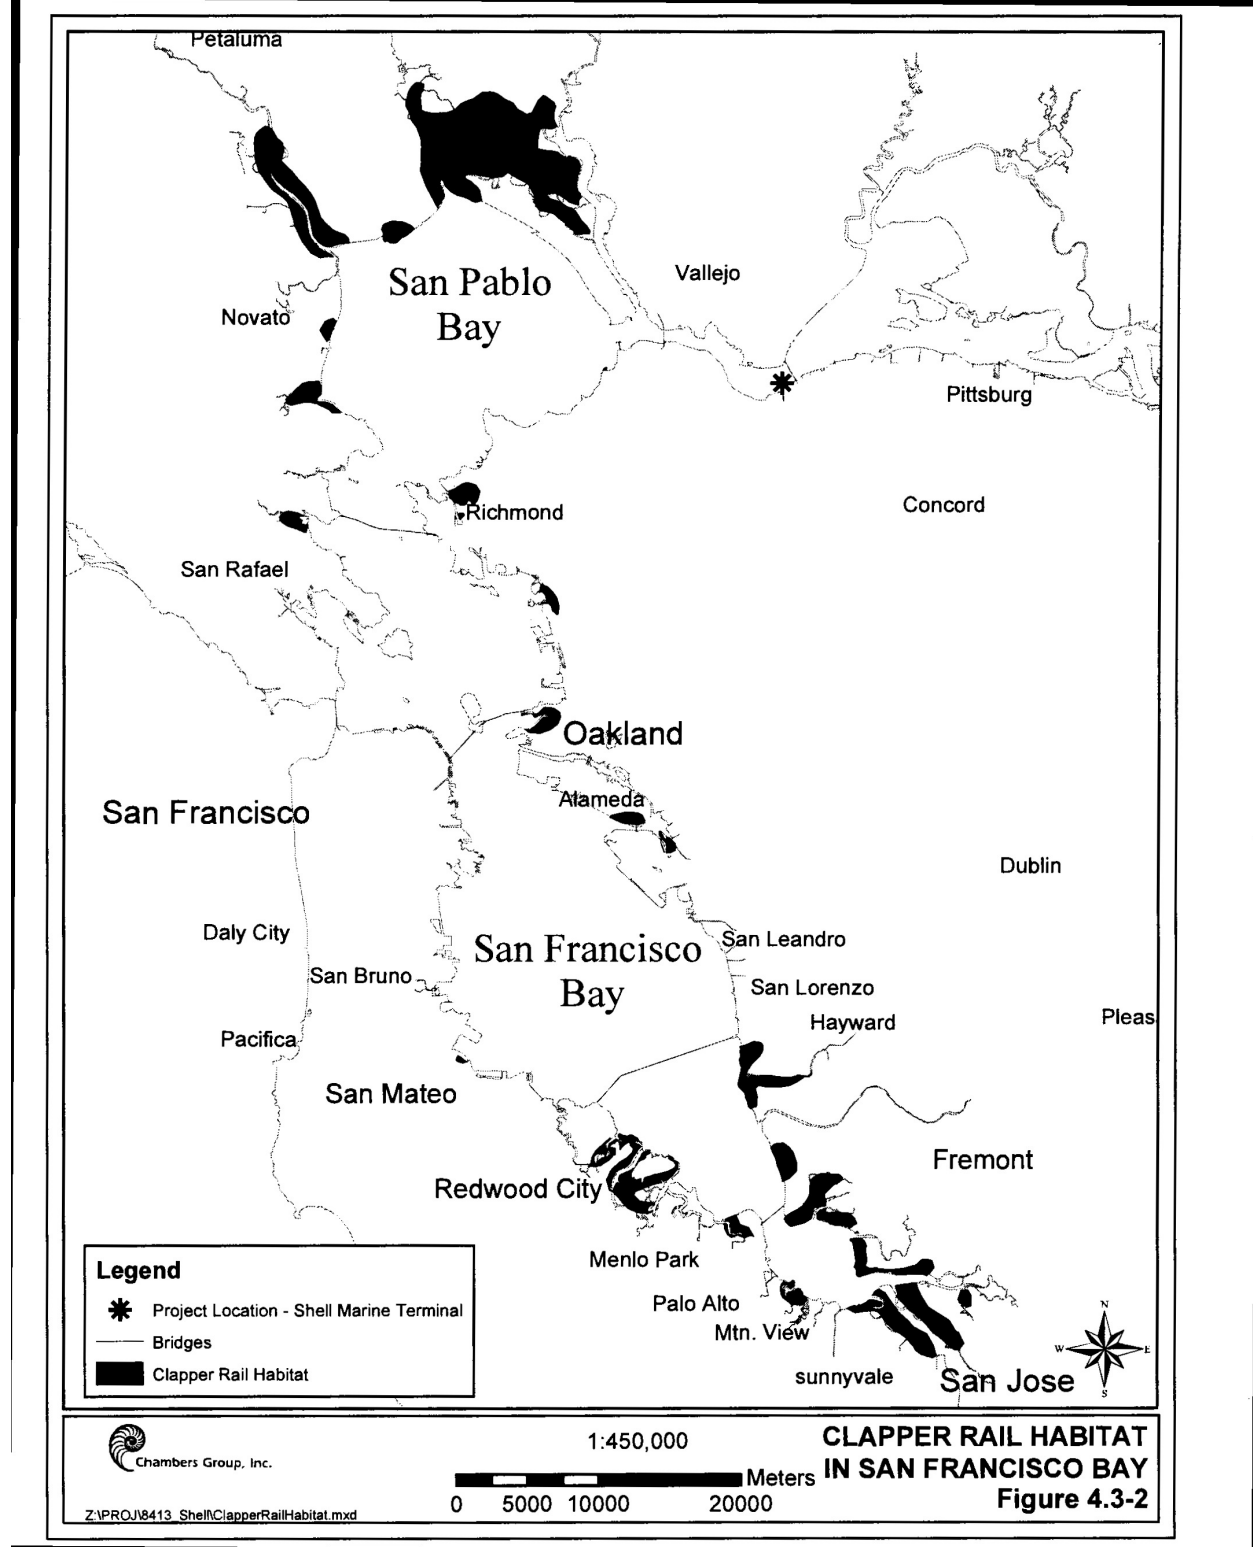 Petaluma
San Pablo
Bay
Vallejo
Novato
Pittsburg
Concord
Richmond
San Rafael
Oakland
Alameda
San Francisco
Dublin
Daly City
San Francisco
Bay
San Leandro
San Bruno
San Lorenzo
Hayward
Pleas
Pacifica
San Mateo
Fremont
Redwood City
Menlo Park
Palo Alto
Mtn. View
sunnyvale
San Jose
N
W
E
S
Legend
Project Location - Shell Marine Terminal
Bridges
Clapper Rail Habitat
Chambers Group, Inc.
Z:\PROJ\8413_Shell\ClapperRailHabitat.mxd
1:450,000
Meters
0 5000 10000 20000
CLAPPER RAIL HABITAT
IN SAN FRANCISCO BAY
Figure 4.3-2